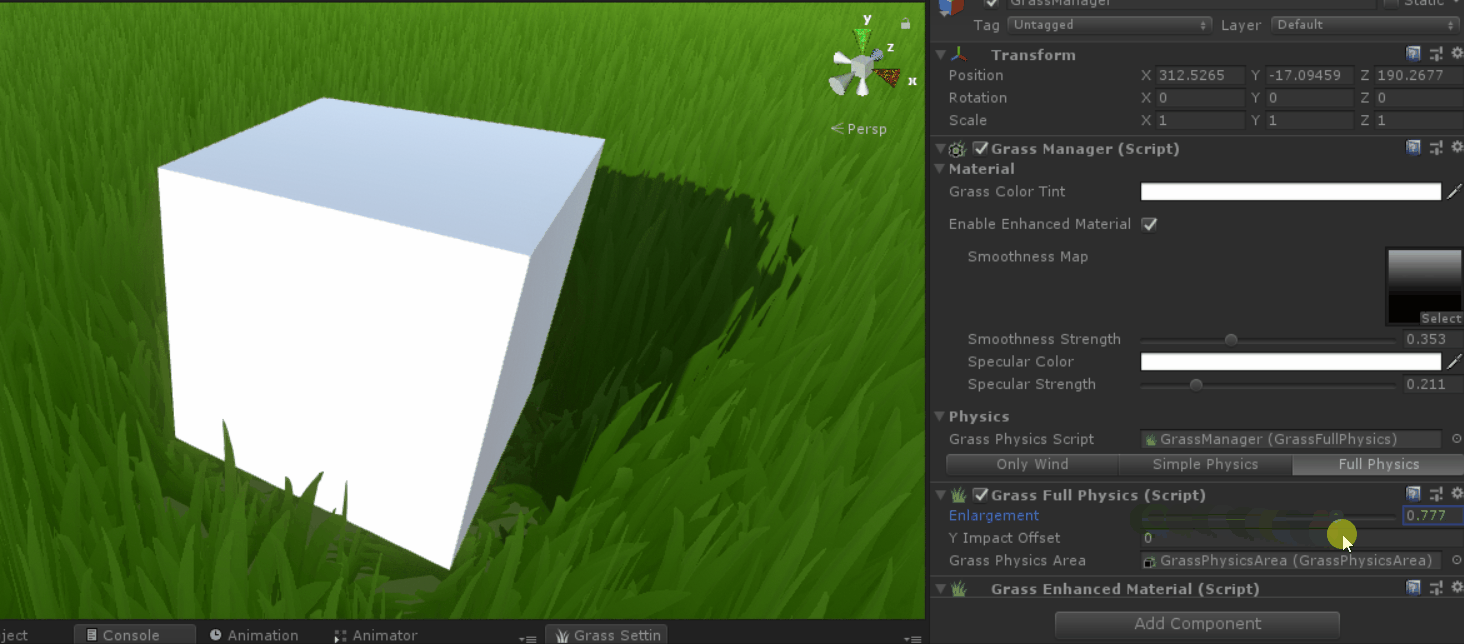 GrassManager
Static
Tag Untagged Layer Default
y
z
x
Persp
Transform
Position X 312.5265 Y -17.09459 Z 190.2677
Rotation X 0 Y 0 Z 0
Scale X 1 Y 1 Z 1
Grass Manager (Script)
Material
Grass Color Tint
Enable Enhanced Material
Smoothness Map
Select
Smoothness Strength 0.353
Specular Color
Specular Strength 0.211
Physics
Grass Physics Script GrassManager (GrassFullPhysics)
Only Wind Simple Physics Full Physics
Grass Full Physics (Script)
Enlargement 0.777
Y Impact Offset 0
Grass Physics Area GrassPhysicsArea (GrassPhysicsArea)
Grass Enhanced Material (Script)
Add Component
ject Console Animation Animator Grass Settin